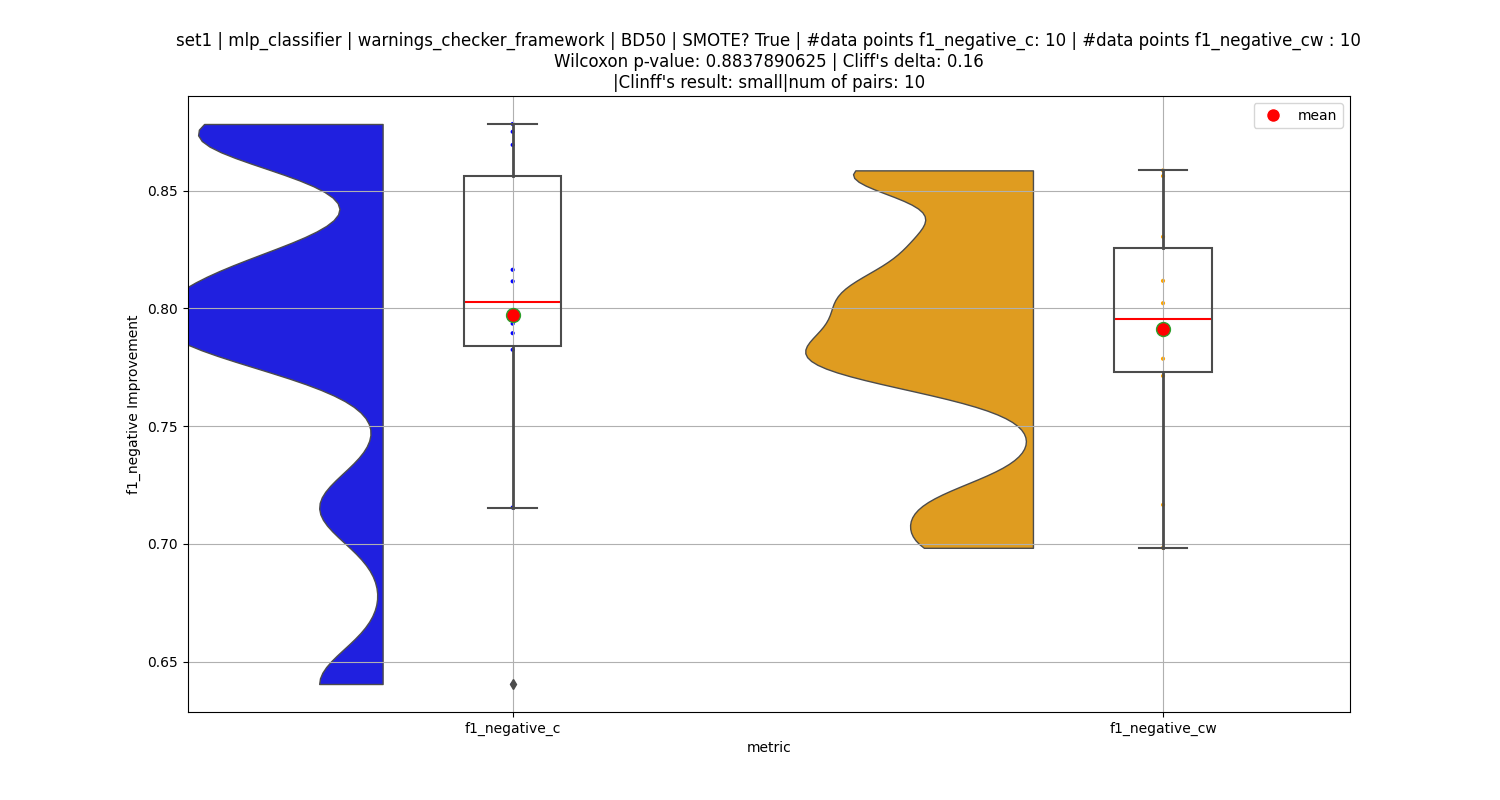 set1 | mlp_classifier | warnings_checker_framework | BD50 | SMOTE? True | #data points f1_negative_c: 10 | #data points f1_negative_cw : 10
Wilcoxon p-value: 0.8837890625 | Cliff's delta: 0.16
|Clinff's result: small|num of pairs: 10
mean
0.85
0.80
0.75
0.70
0.65
f1_negative Improvement
f1_negative_c
f1_negative_cw
metric